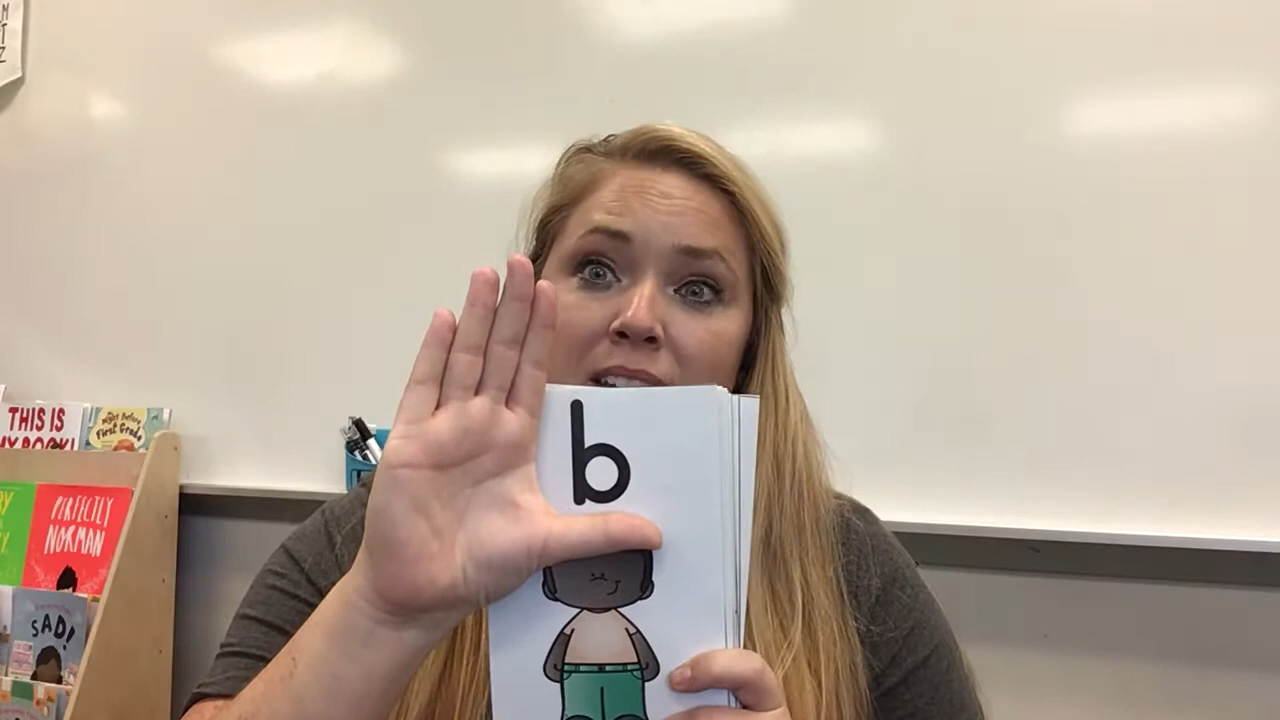 M
T
Z
b
THIS IS
MY BOOK!
Night Before
First Grade
PERFECTLY
NORMAN
SAD!